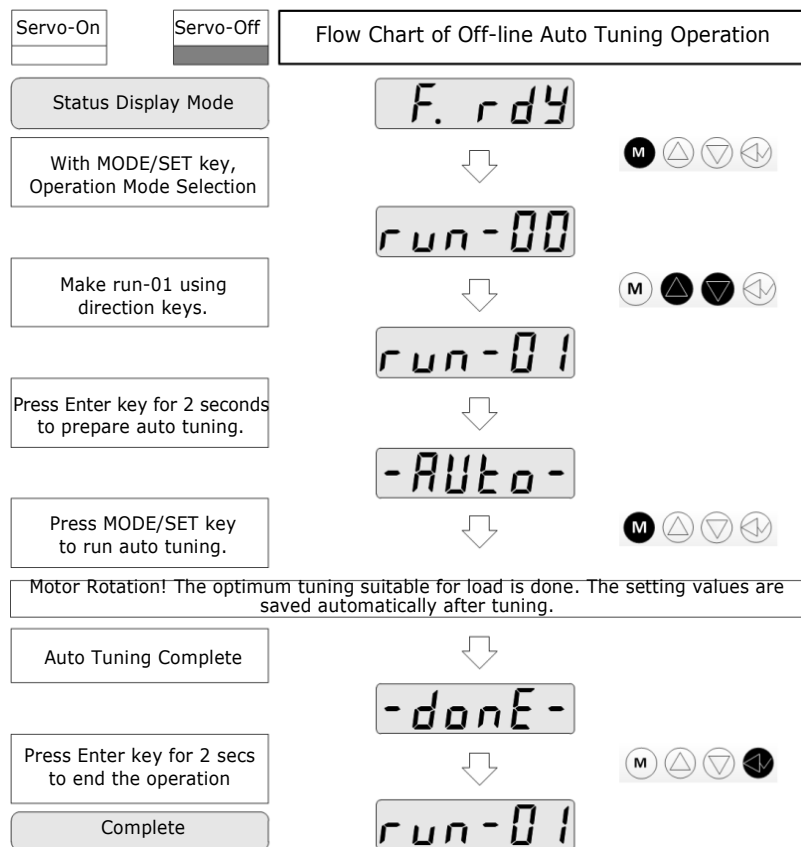 Servo-On
Servo-Off
Flow Chart of Off-line Auto Tuning Operation
Status Display Mode
F. rdY
With MODE/SET key,
Operation Mode Selection
M
run-00
Make run-01 using
direction keys.
M
run-01
Press Enter key for 2 seconds
to prepare auto tuning.
-AUto-
Press MODE/SET key
to run auto tuning.
M
Motor Rotation! The optimum tuning suitable for load is done. The setting values are
saved automatically after tuning.
Auto Tuning Complete
-donE-
Press Enter key for 2 secs
to end the operation
M
Complete
run-01